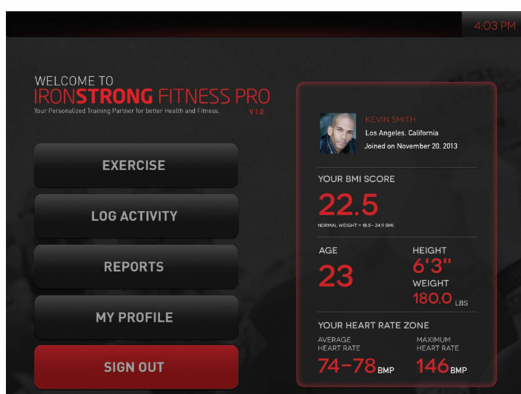 4:03 PM
WELCOME TO
IRONSTRONG FITNESS PRO
Your Personalized Training Partner for better Health and Fitness. V 1.0
EXERCISE
LOG ACTIVITY
REPORTS
MY PROFILE
SIGN OUT
KEVIN SMITH
Los Angeles, California
Joined on November 20, 2013
YOUR BMI SCORE
22.5
NORMAL WEIGHT = 18.5 - 24.9 BMI.
AGE
23
HEIGHT
6'3"
WEIGHT
180.0 LBS
YOUR HEART RATE ZONE
AVERAGE
HEART RATE
74-78 BMP
MAXIMUM
HEART RATE
146 BMP